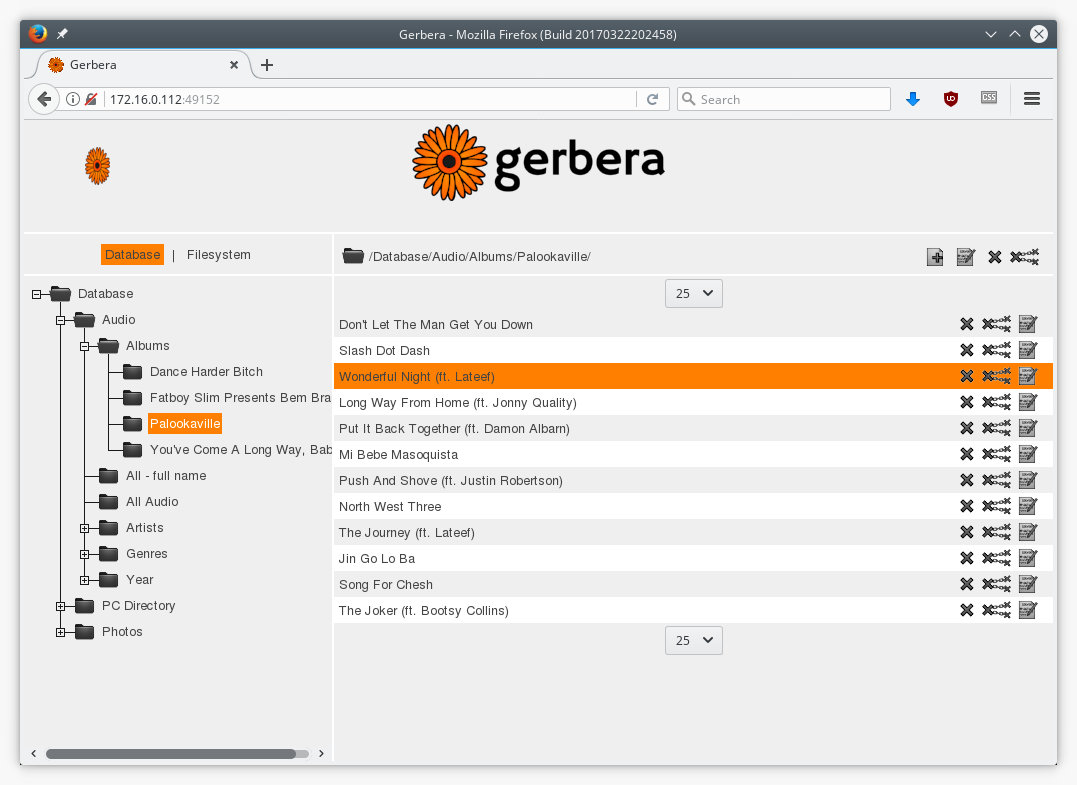 Gerbera - Mozilla Firefox (Build 20170322202458)
Gerbera
172.16.0.112:49152
Search
CSS
gerbera
Database | Filesystem
/Database/Audio/Albums/Palookaville/
Database
Audio
Albums
Dance Harder Bitch
Fatboy Slim Presents Bem Bra
Palookaville
You've Come A Long Way, Bab
All - full name
All Audio
Artists
Genres
Year
PC Directory
Photos
25
Don't Let The Man Get You Down
Slash Dot Dash
Wonderful Night (ft. Lateef)
Long Way From Home (ft. Jonny Quality)
Put It Back Together (ft. Damon Albarn)
Mi Bebe Masoquista
Push And Shove (ft. Justin Robertson)
North West Three
The Journey (ft. Lateef)
Jin Go Lo Ba
Song For Chesh
The Joker (ft. Bootsy Collins)
25